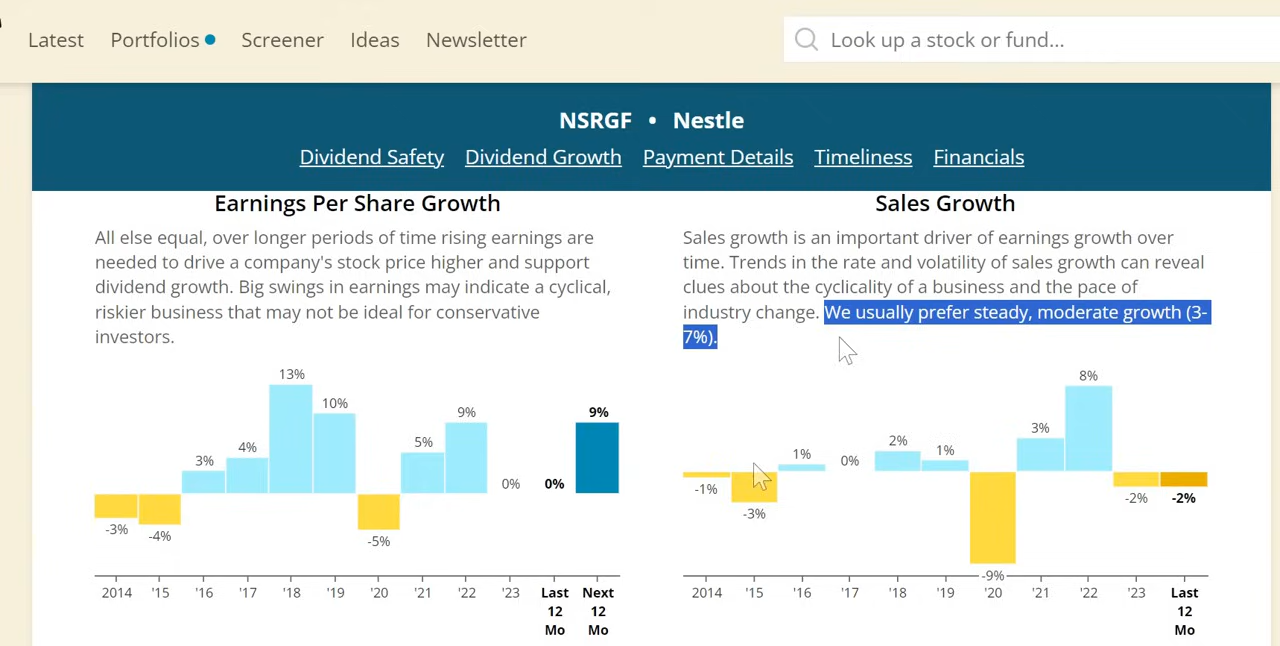 Latest Portfolios Screener Ideas Newsletter Look up a stock or fund...
NSRGF • Nestle
Dividend Safety Dividend Growth Payment Details Timeliness Financials
Earnings Per Share Growth
All else equal, over longer periods of time rising earnings are
needed to drive a company's stock price higher and support
dividend growth. Big swings in earnings may indicate a cyclical,
riskier business that may not be ideal for conservative
investors.
13%
10%
9%
9%
5%
4%
3%
0%
0%
-3%
-4%
-5%
2014 '15 '16 '17 '18 '19 '20 '21 '22 '23 Last Next
12 12
Mo Mo
Sales Growth
Sales growth is an important driver of earnings growth over
time. Trends in the rate and volatility of sales growth can reveal
clues about the cyclicality of a business and the pace of
industry change. We usually prefer steady, moderate growth (3-
7%).
8%
3%
2%
1%
1%
0%
-1%
-3%
-2%
-2%
-9%
2014 '15 '16 '17 '18 '19 '20 '21 '22 '23 Last
12
Mo